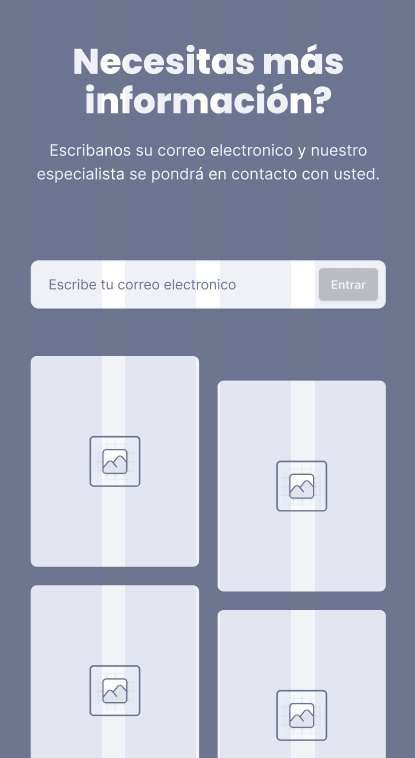 Necesitas más
información?
Escribanos su correo electronico y nuestro
especialista se pondrá en contacto con usted.
Escribe tu correo electronico
Entrar